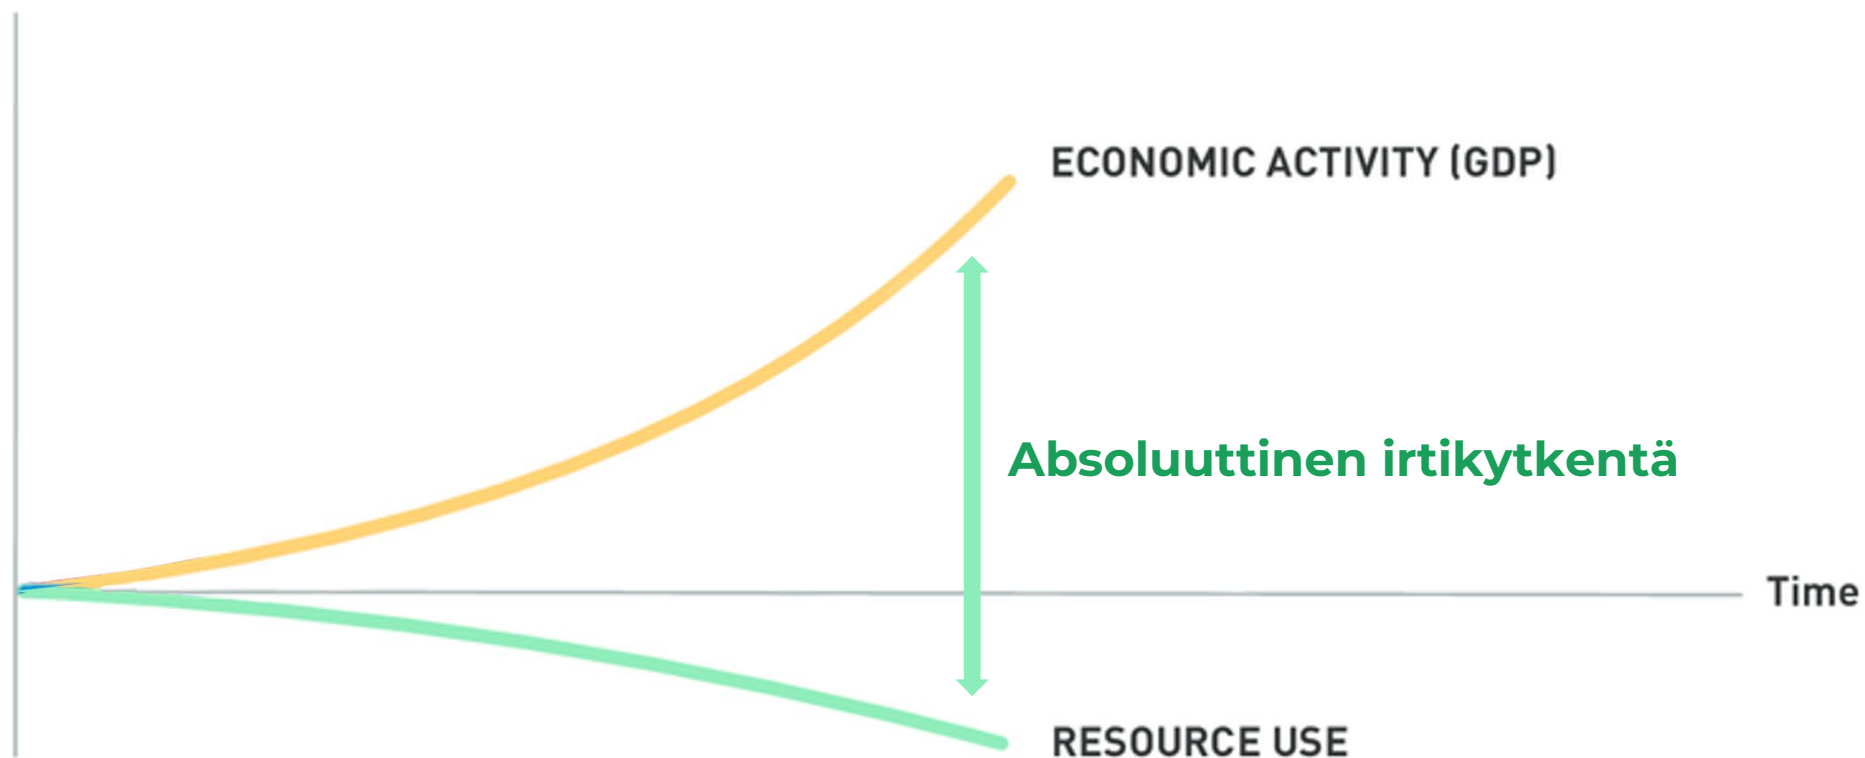 ECONOMIC ACTIVITY (GDP)
Absoluuttinen irtikytkentä
Time
RESOURCE USE